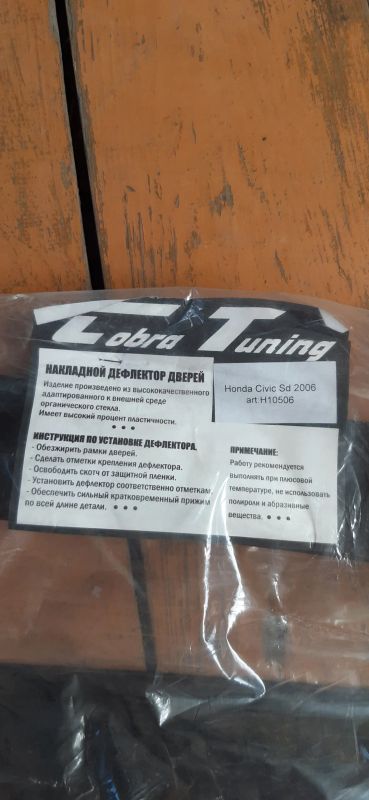 Cobra Tuning
НАКЛАДНОЙ ДЕФЛЕКТОР ДВЕРЕЙ
Изделие произведено из высококачественного
адаптированного к внешней среде
органического стекла.
Имеет высокий процент пластичности.
Honda Civic Sd 2006
art.H10506
ИНСТРУКЦИЯ ПО УСТАНОВКЕ ДЕФЛЕКТОРА.
- Обезжирить рамки дверей.
- Сделать отметки крепления дефлектора.
- Освободить скотч от защитной пленки.
- Установить дефлектор соответственно отметкам
- Обеспечить сильный кратковременный прижим
по всей длине детали.
ПРИМЕЧАНИЕ:
Работу рекомендуется
выполнять при плюсовой
температуре, не использовать
полироли и абразивные
вещества.